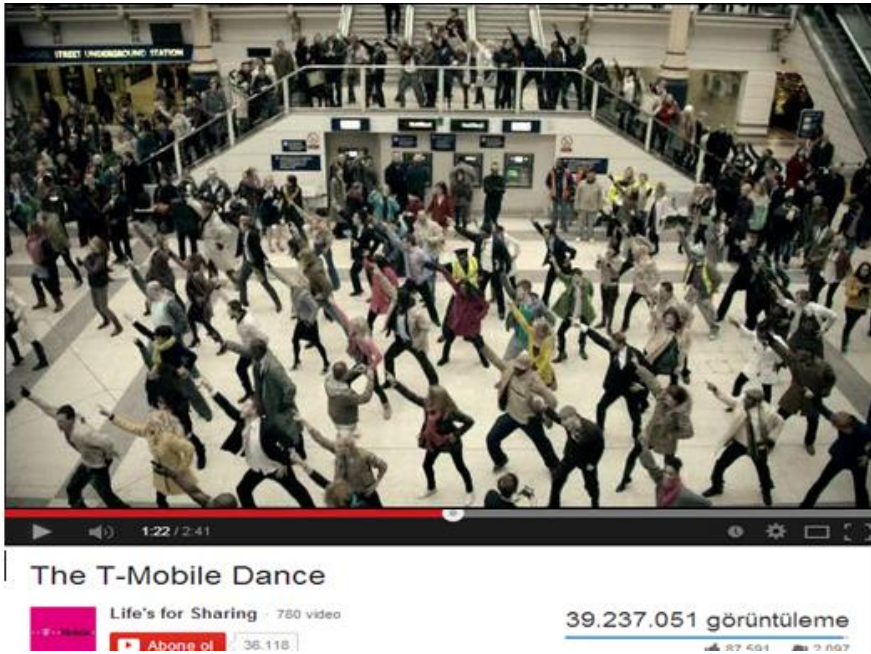 STREET UNDERGROUND STATION
1:22 / 2:41
The T-Mobile Dance
Life's for Sharing · 780 video
Abone ol 36.118
39.237.051 görüntüleme
87.591 2.097